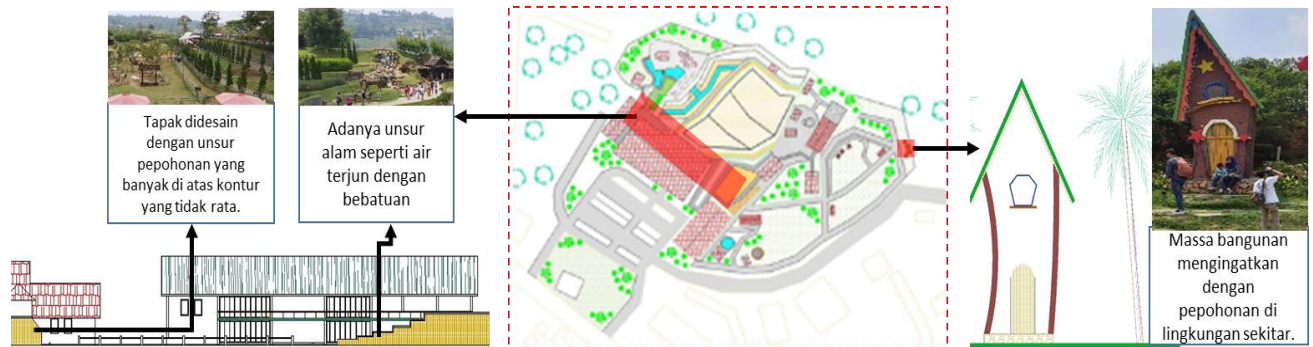 Tapak didesain
dengan unsur
pepohonan yang
banyak di atas kontur
yang tidak rata.
Adanya unsur
alam seperti air
terjun dengan
bebatuan
Massa bangunan
mengingatkan
dengan
pepohonan di
lingkungan sekitar.